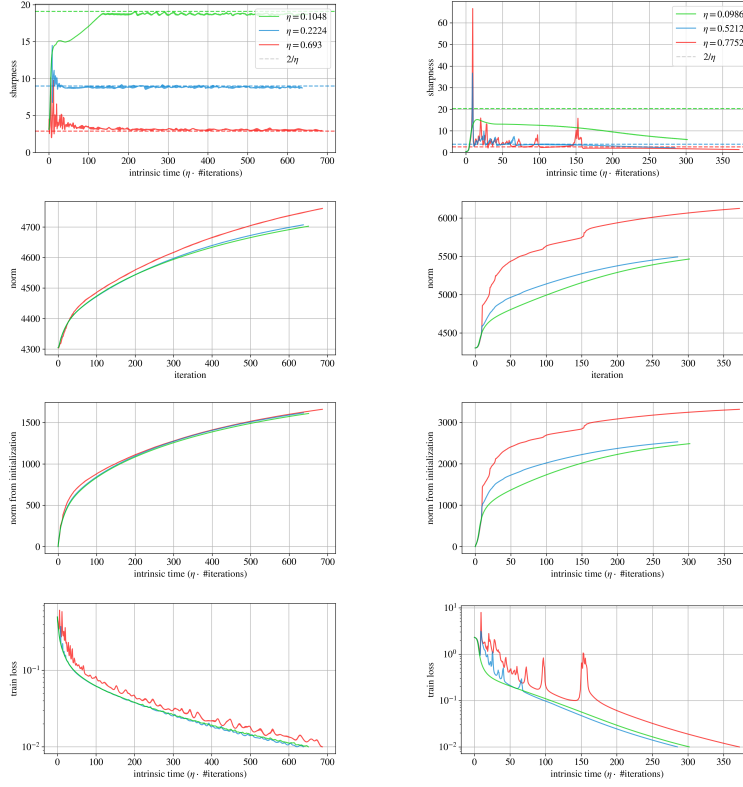 20
15
10
5
0
sharpness
η = 0.1048
η = 0.2224
η = 0.693
2/η
0 100 200 300 400 500 600 700
intrinsic time (η · #iterations)
60
50
40
30
20
10
0
sharpness
η = 0.0986
η = 0.5212
η = 0.7752
2/η
0 50 100 150 200 250 300 350
intrinsic time (η · #iterations)
4700
4600
4500
4400
4300
norm
0 100 200 300 400 500 600 700
iteration
6000
5500
5000
4500
norm
0 50 100 150 200 250 300 350
iteration
1500
1000
500
0
norm from initialization
0 100 200 300 400 500 600 700
intrinsic time (η · #iterations)
3000
2000
1000
0
norm from initialization
0 50 100 150 200 250 300 350
intrinsic time (η · #iterations)
10⁻¹
10⁻²
train loss
0 100 200 300 400 500 600 700
intrinsic time (η · #iterations)
10¹
10⁰
10⁻¹
10⁻²
train loss
0 50 100 150 200 250 300 350
intrinsic time (η · #iterations)